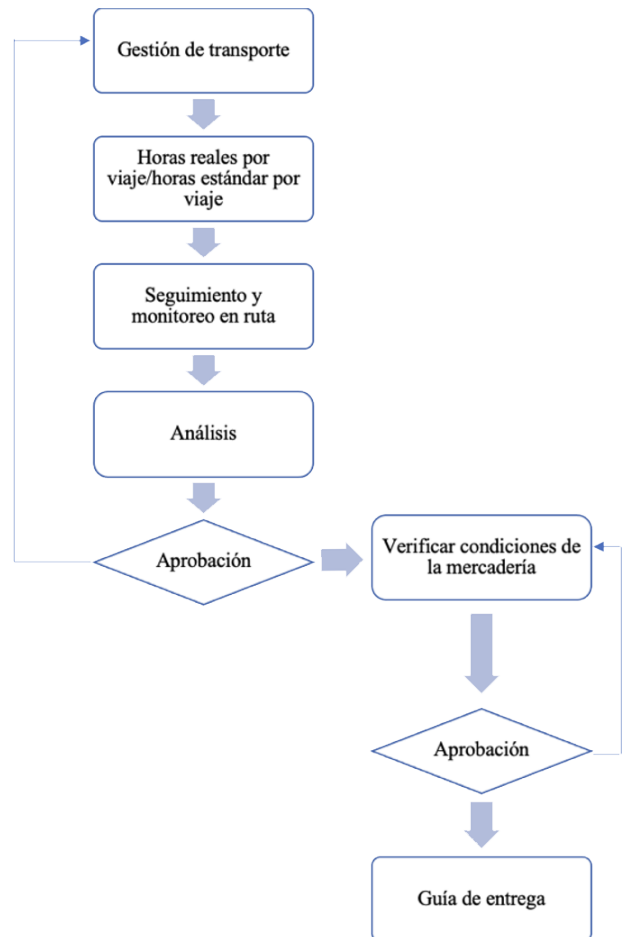 Gestión de transporte
Horas reales por
viaje/horas estándar por
viaje
Seguimiento y
monitoreo en ruta
Análisis
Aprobación
Verificar condiciones de
la mercadería
Aprobación
Guía de entrega